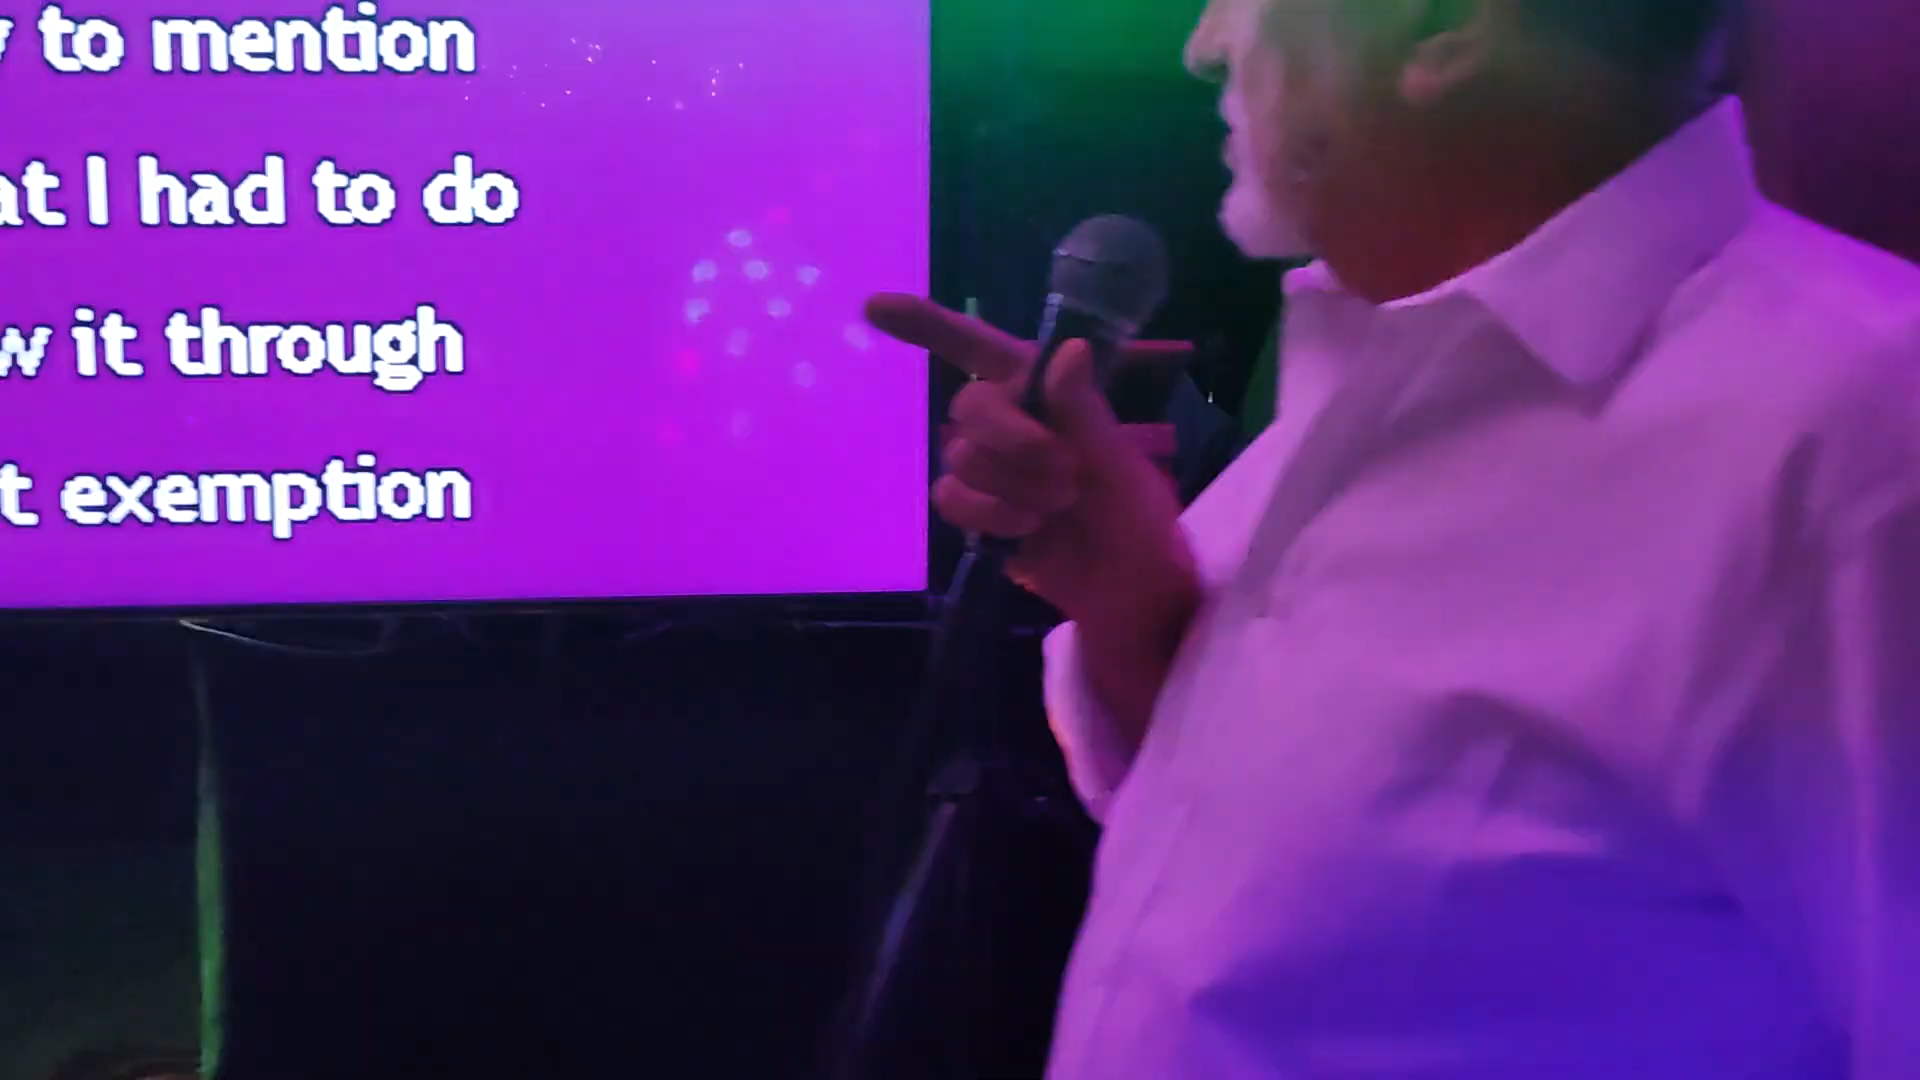 to mention
at I had to do
w it through
t exemption